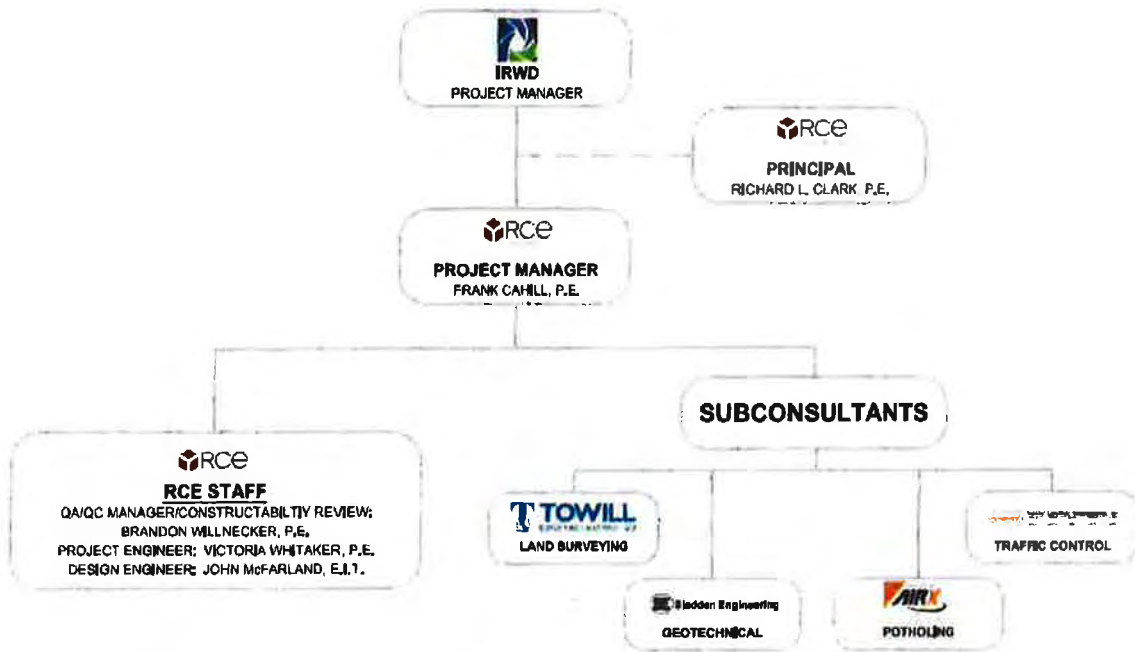 IRWD
PROJECT MANAGER
RCE
PRINCIPAL
RICHARD L. CLARK, P.E.
RCE
PROJECT MANAGER
FRANK CAHILL, P.E.
RCE
RCE STAFF
QA/QC MANAGER/CONSTRUCTABILTIY REVIEW:
BRANDON WILLNECKER, P.E.
PROJECT ENGINEER: VICTORIA WHITAKER, P.E.
DESIGN ENGINEER: JOHN McFARLAND, E.I.T.
SUBCONSULTANTS
TOWILL
LAND SURVEYING
Sladden Engineering
GEOTECHNICAL
AIRX
POTHOLING
TRAFFIC CONTROL